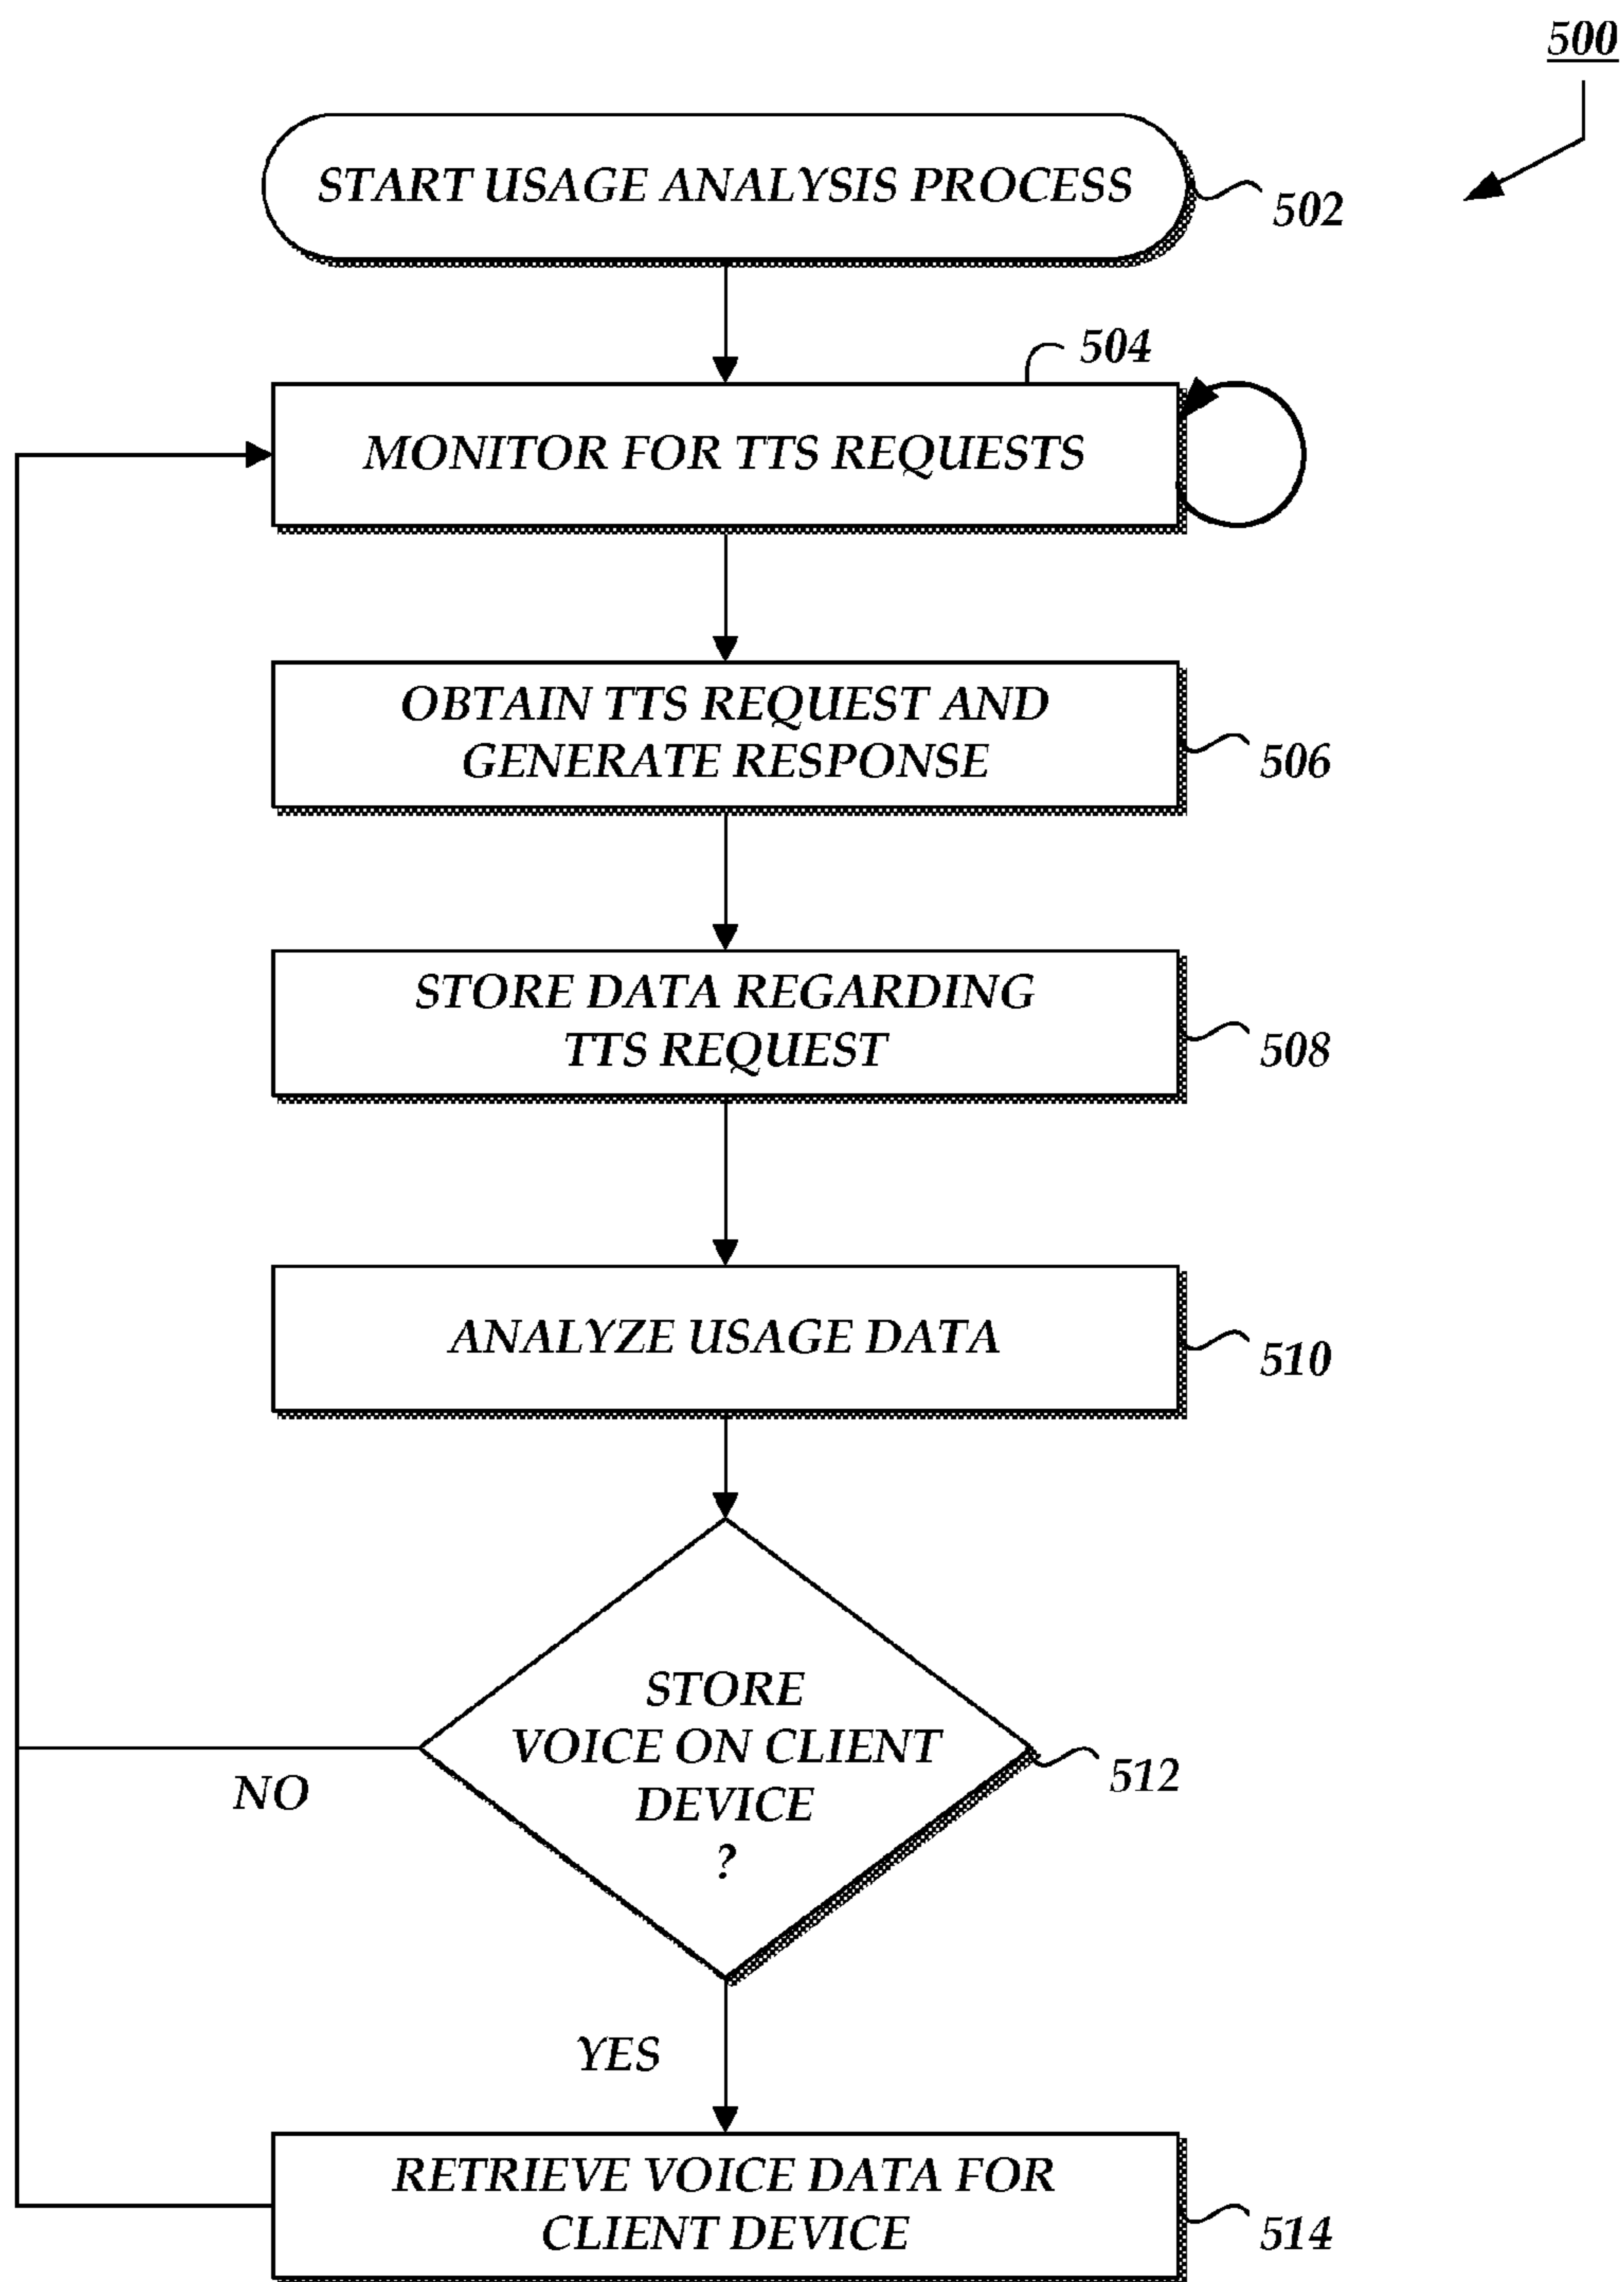 500
START USAGE ANALYSIS PROCESS
502
504
MONITOR FOR TTS REQUESTS
OBTAIN TTS REQUEST AND
GENERATE RESPONSE
506
STORE DATA REGARDING
TTS REQUEST
508
ANALYZE USAGE DATA
510
STORE
VOICE ON CLIENT
DEVICE
?
512
NO
YES
RETRIEVE VOICE DATA FOR
CLIENT DEVICE
514